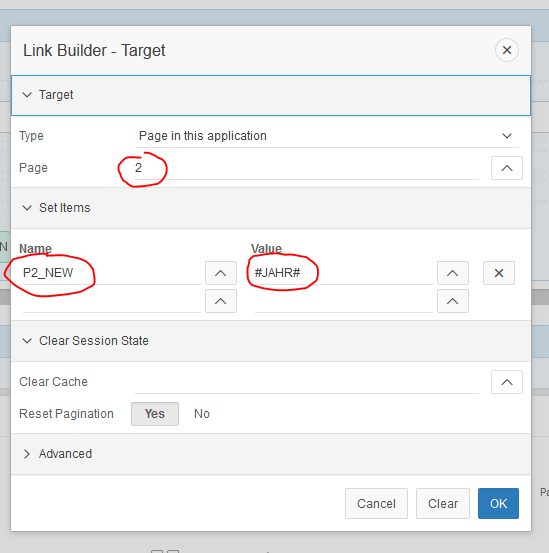 Link Builder - Target
Target
Type Page in this application
Page 2
Set Items
Name Value
N P2_NEW #JAHR#
Clear Session State
Clear Cache
Reset Pagination Yes No
Advanced
Cancel Clear OK
Pa